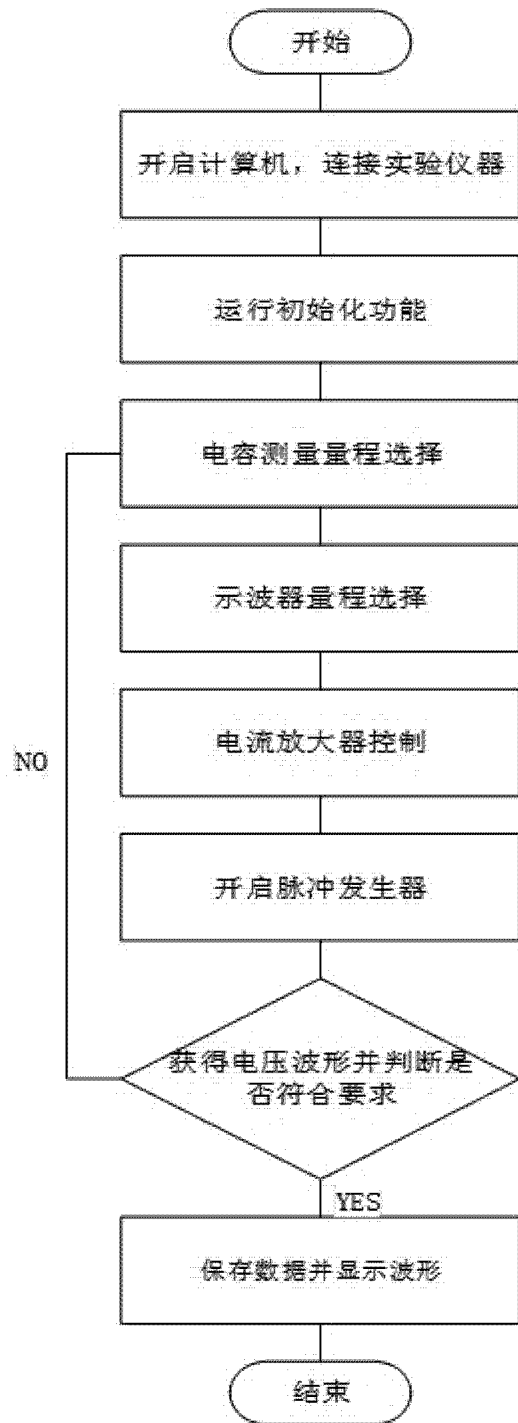 开始
开启计算机，连接实验仪器
运行初始化功能
电容测量量程选择
示波器量程选择
电流放大器控制
NO
开启脉冲发生器
获得电压波形并判断是
否符合要求
YES
保存数据并显示波形
结束